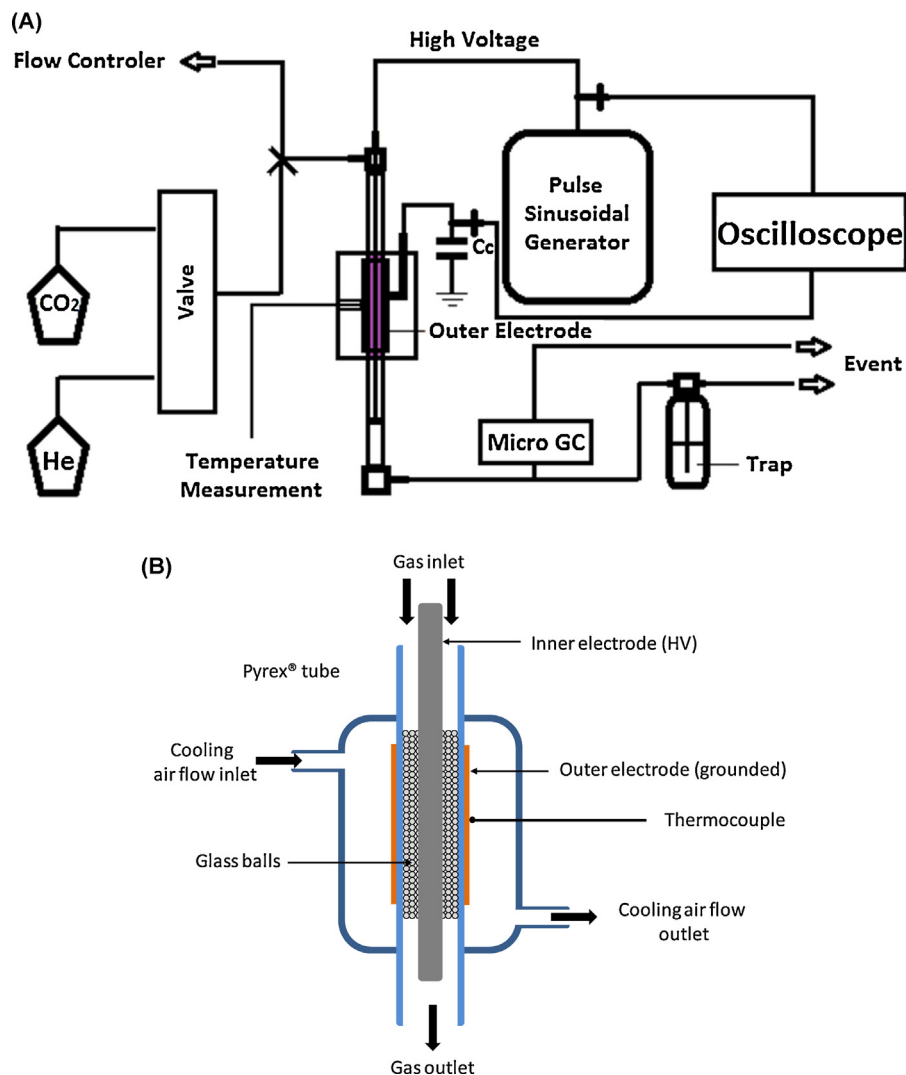 (A)
High Voltage
Flow Controler
Pulse
Sinusoidal
Generator
Oscilloscope
Valve
CO2
Cc
Outer Electrode
Event
He
Micro GC
Temperature
Measurement
Trap
(B)
Gas inlet
Inner electrode (HV)
Pyrex® tube
Cooling
air flow inlet
Outer electrode (grounded)
Thermocouple
Glass balls
Cooling air flow
outlet
Gas outlet